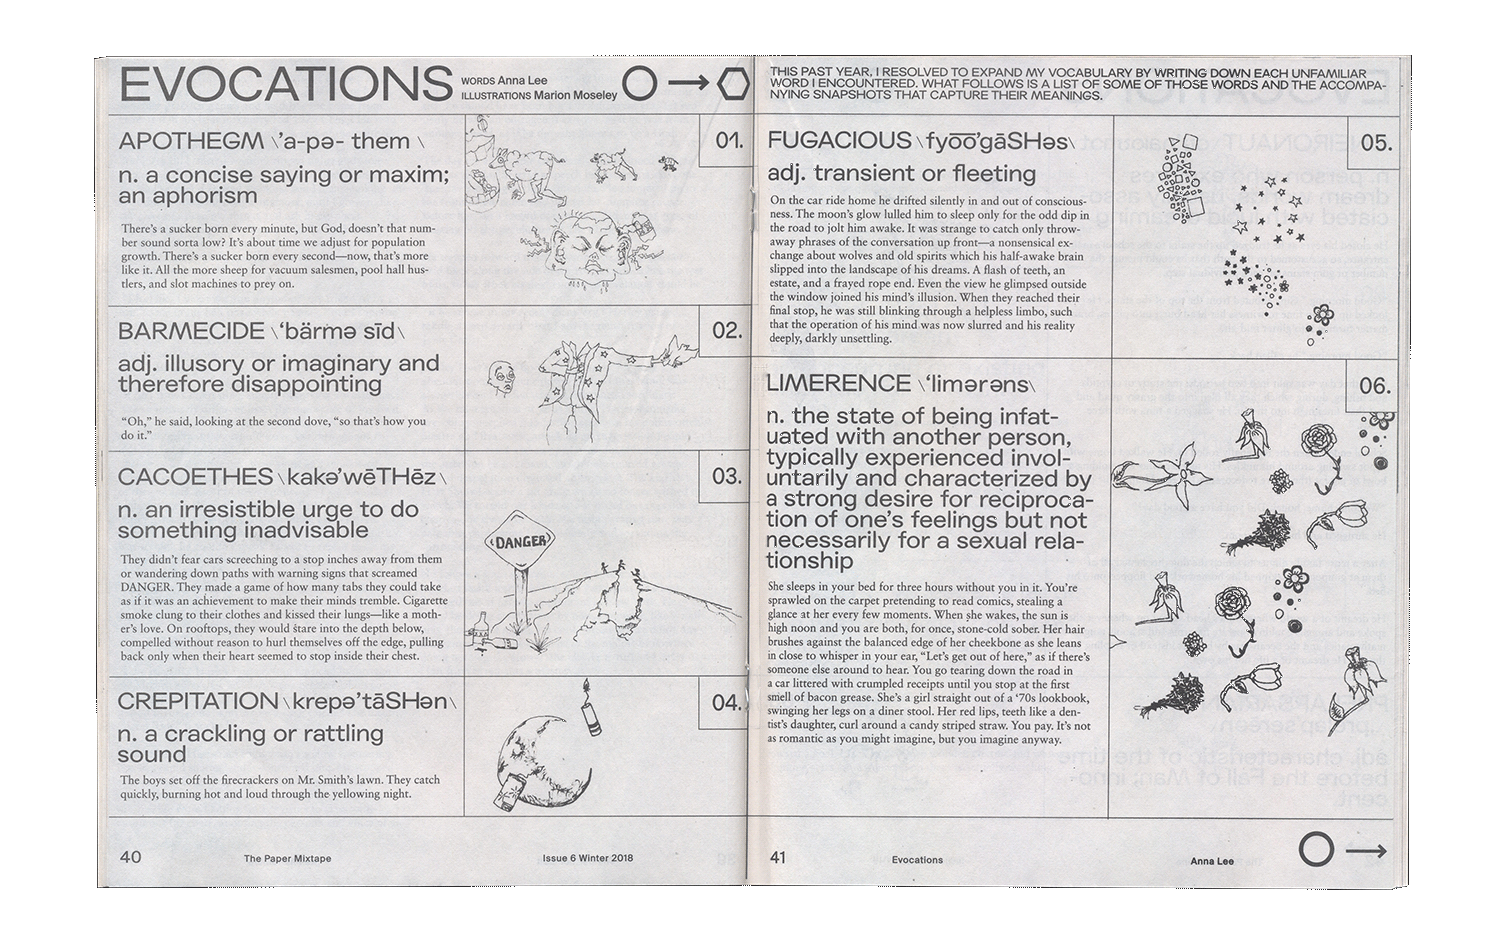 EVOCATIONS
WORDS Anna Lee
ILLUSTRATIONS Marion Moseley
APOTHEGM \'a-pə- them \
01.
n. a concise saying or maxim;
an aphorism
There's a sucker born every minute, but God, doesn't that num-
ber sound sorta low? It's about time we adjust for population
growth. There's a sucker born every second—now, that's more
like it. All the more sheep for vacuum salesmen, pool hall hus-
tlers, and slot machines to prey on.
BARMECIDE \'bärmə sīd\
02.
adj. illusory or imaginary and
therefore disappointing
“Oh,” he said, looking at the second dove, “so that's how you
do it.”
CACOETHES \kakə'wēTHēz\
03.
n. an irresistible urge to do
something inadvisable
They didn't fear cars screeching to a stop inches away from them
or wandering down paths with warning signs that screamed
DANGER. They made a game of how many tabs they could take
as if it was an achievement to make their minds tremble. Cigarette
smoke clung to their clothes and kissed their lungs—like a moth-
er's love. On rooftops, they would stare into the depth below,
compelled without reason to hurl themselves off the edge, pulling
back only when their heart seemed to stop inside their chest.
DANGER
CREPITATION \krepə'tāSHən\
04.
n. a crackling or rattling
sound
The boys set off the firecrackers on Mr. Smith's lawn. They catch
quickly, burning hot and loud through the yellowing night.
40
The Paper Mixtape
Issue 6 Winter 2018
THIS PAST YEAR, I RESOLVED TO EXPAND MY VOCABULARY BY WRITING DOWN EACH UNFAMILIAR
WORD I ENCOUNTERED. WHAT FOLLOWS IS A LIST OF SOME OF THOSE WORDS AND THE ACCOMPA-
NYING SNAPSHOTS THAT CAPTURE THEIR MEANINGS.
FUGACIOUS \fyo͞o'gāSHəs\
05.
adj. transient or fleeting
On the car ride home he drifted silently in and out of conscious-
ness. The moon's glow lulled him to sleep only for the odd dip in
the road to jolt him awake. It was strange to catch only throw-
away phrases of the conversation up front—a nonsensical ex-
change about wolves and old spirits which his half-awake brain
slipped into the landscape of his dreams. A flash of teeth, an
estate, and a frayed rope end. Even the view he glimpsed outside
the window joined his mind's illusion. When they reached their
final stop, he was still blinking through a helpless limbo, such
that the operation of his mind was now slurred and his reality
deeply, darkly unsettling.
LIMERENCE \'limərəns\
06.
n. the state of being infat-
uated with another person,
typically experienced invol-
untarily and characterized by
a strong desire for reciproca-
tion of one's feelings but not
necessarily for a sexual rela-
tionship
She sleeps in your bed for three hours without you in it. You're
sprawled on the carpet pretending to read comics, stealing a
glance at her every few moments. When she wakes, the sun is
high noon and you are both, for once, stone-cold sober. Her hair
brushes against the balanced edge of her cheekbone as she leans
in close to whisper in your ear, “Let's get out of here,” as if there's
someone else around to hear. You go tearing down the road in
a car littered with crumpled receipts until you stop at the first
smell of bacon grease. She's a girl straight out of a ‘70s lookbook,
swinging her legs on a diner stool. Her red lips, teeth like a den-
tist's daughter, curl around a candy striped straw. You pay. It's not
as romantic as you might imagine, but you imagine anyway.
41
Evocations
Anna Lee